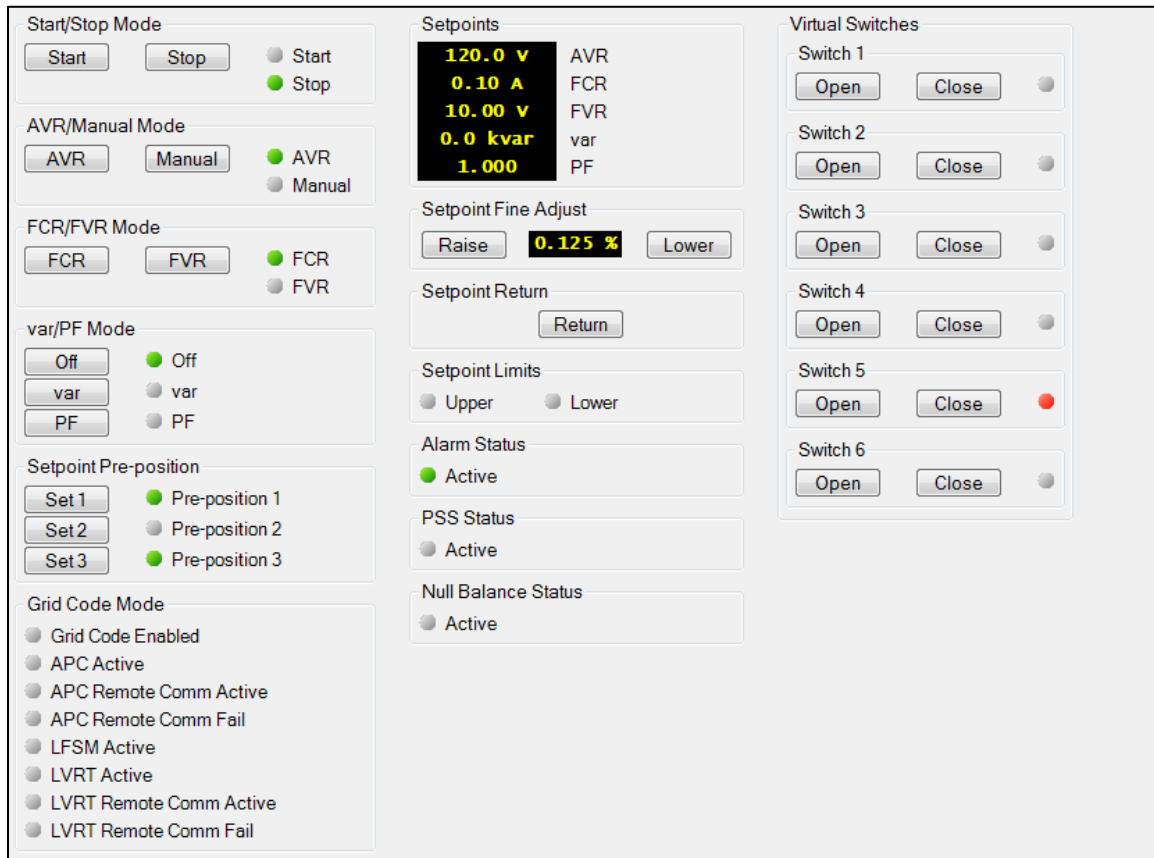 Start/Stop Mode
Start Stop Start
Stop
AVR/Manual Mode
AVR Manual AVR
Manual
FCR/FVR Mode
FCR FVR FCR
FVR
var/PF Mode
Off Off
var var
PF PF
Setpoint Pre-position
Set 1 Pre-position 1
Set 2 Pre-position 2
Set 3 Pre-position 3
Grid Code Mode
Grid Code Enabled
APC Active
APC Remote Comm Active
APC Remote Comm Fail
LFSM Active
LVRT Active
LVRT Remote Comm Active
LVRT Remote Comm Fail
Setpoints
120.0 V AVR
0.10 A FCR
10.00 V FVR
0.0 kvar var
1.000 PF
Setpoint Fine Adjust
Raise 0.125 % Lower
Setpoint Return
Return
Setpoint Limits
Upper Lower
Alarm Status
Active
PSS Status
Active
Null Balance Status
Active
Virtual Switches
Switch 1
Open Close
Switch 2
Open Close
Switch 3
Open Close
Switch 4
Open Close
Switch 5
Open Close
Switch 6
Open Close